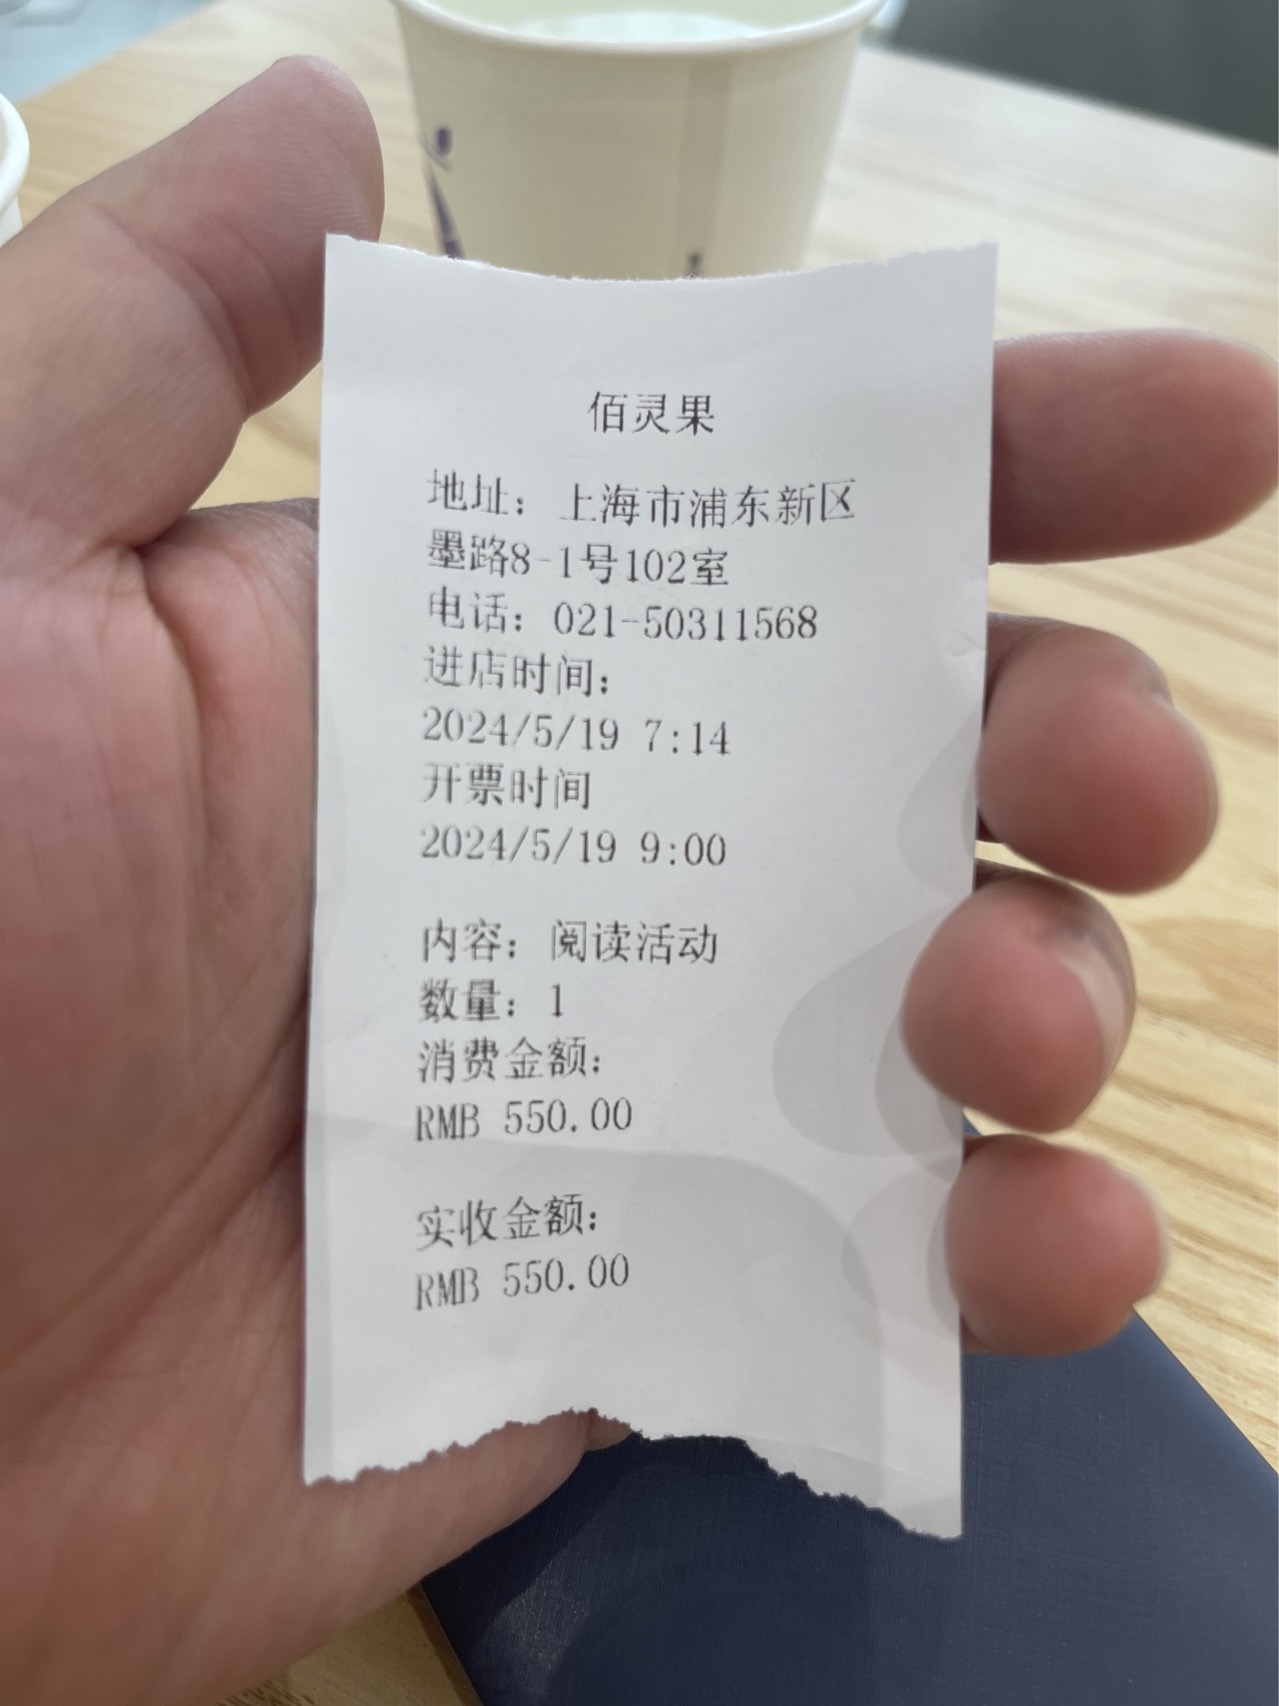 佰灵果
地址：上海市浦东新区
墨路8-1号102室
电话：021-50311568
进店时间：
2024/5/19 7:14
开票时间
2024/5/19 9:00
内容：阅读活动
数量：1
消费金额：
RMB 550.00
实收金额：
RMB 550.00